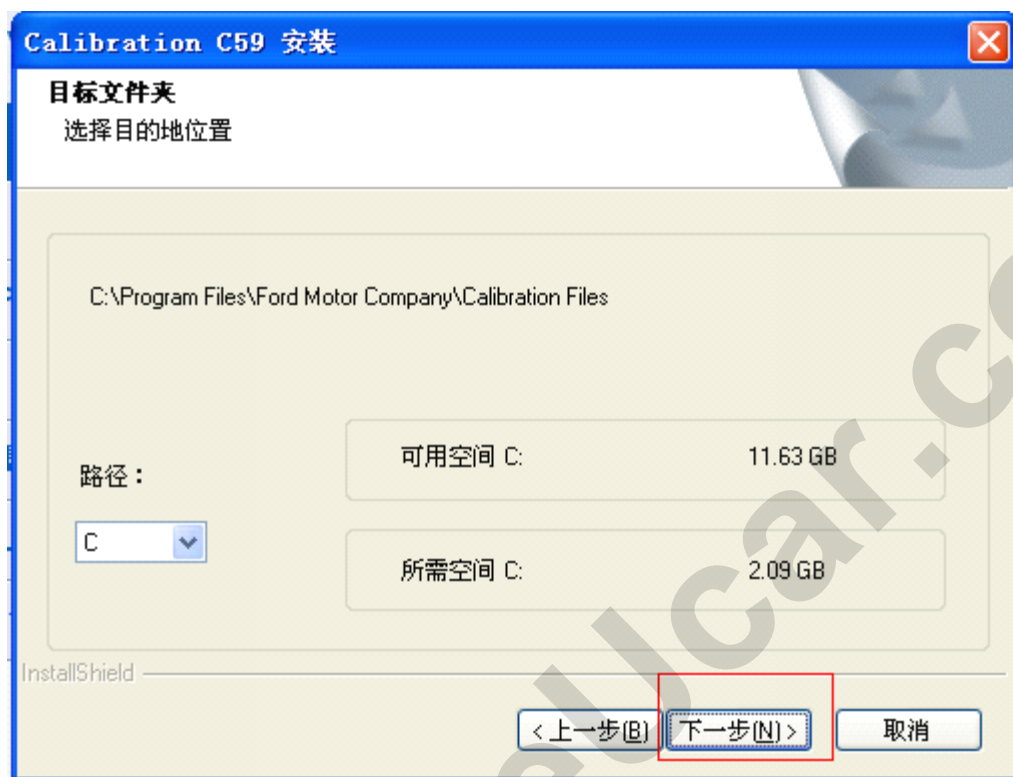 Calibration C59 安装
目标文件夹
选择目的地位置
C:\Program Files\Ford Motor Company\Calibration Files
路径：
C
可用空间 C: 11.63 GB
所需空间 C: 2.09 GB
InstallShield
< 上一步(B)
下一步(N) >
取消